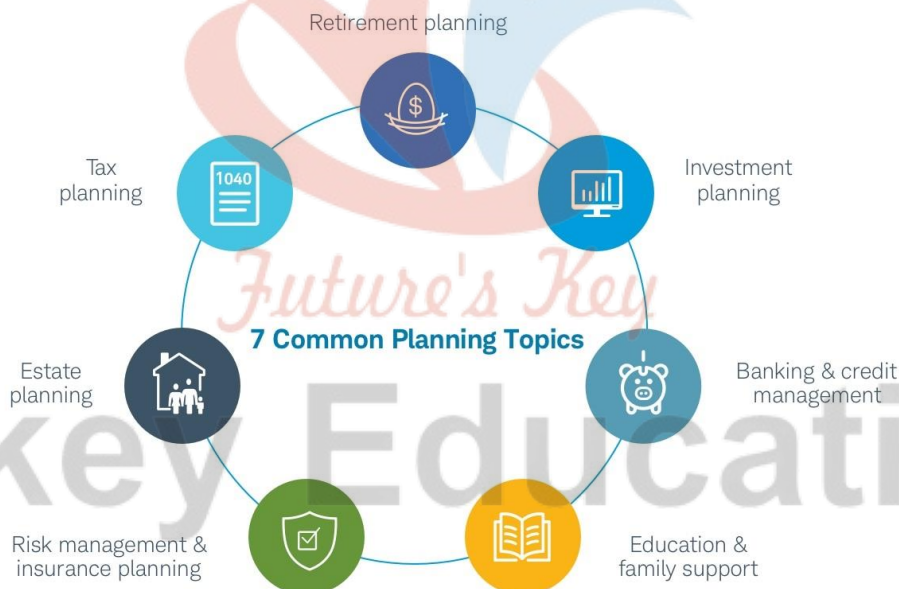 Retirement planning
Tax
planning
1040
$
Investment
planning
Future's Key
7 Common Planning Topics
Estate
planning
Banking & credit
management
key Educati
Risk management &
insurance planning
Education &
family support